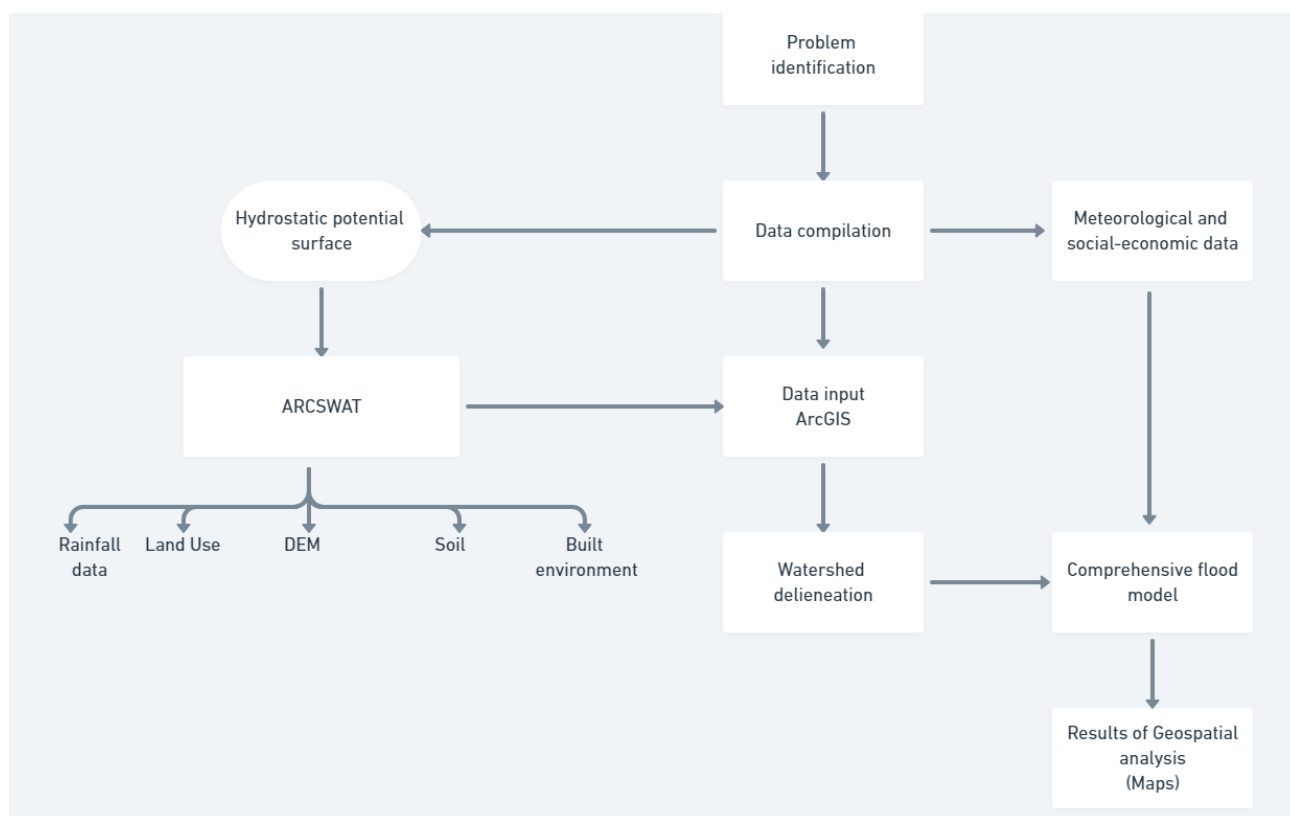 Problem
identification
Hydrostatic potential
surface
Data compilation
Meteorological and
social-economic data
ARCSWAT
Data input
ArcGIS
Rainfall
data
Land Use
DEM
Soil
Built
environment
Watershed
delieneation
Comprehensive flood
model
Results of Geospatial
analysis
(Maps)